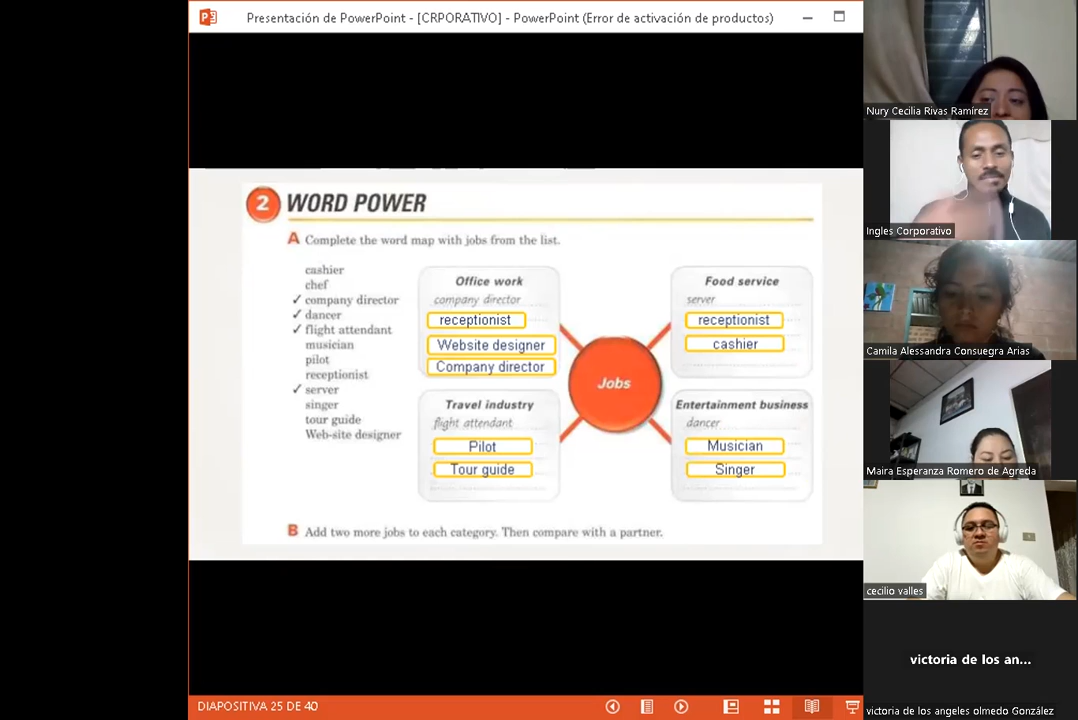 Presentación de PowerPoint - [CRPORATIVO] - PowerPoint (Error de activación de productos)
2 WORD POWER
A Complete the word map with jobs from the list.
cashier
chef
✓ company director
✓ dancer
✓ flight attendant
musician
pilot
receptionist
✓ server
singer
tour guide
Web-site designer
Office work
company director
receptionist
Website designer
Company director
Food service
server
receptionist
cashier
Jobs
Travel industry
flight attendant
Pilot
Tour guide
Entertainment business
dancer
Musician
Singer
B Add two more jobs to each category. Then compare with a partner.
DIAPOSITIVA 25 DE 40
Nury Cecilia Rivas Ramírez
Ingles Corporativo
Camila Alessandra Consuegra Arias
Maira Esperanza Romero de Agreda
cecilio valles
victoria de los an...
victoria de los angeles olmedo González